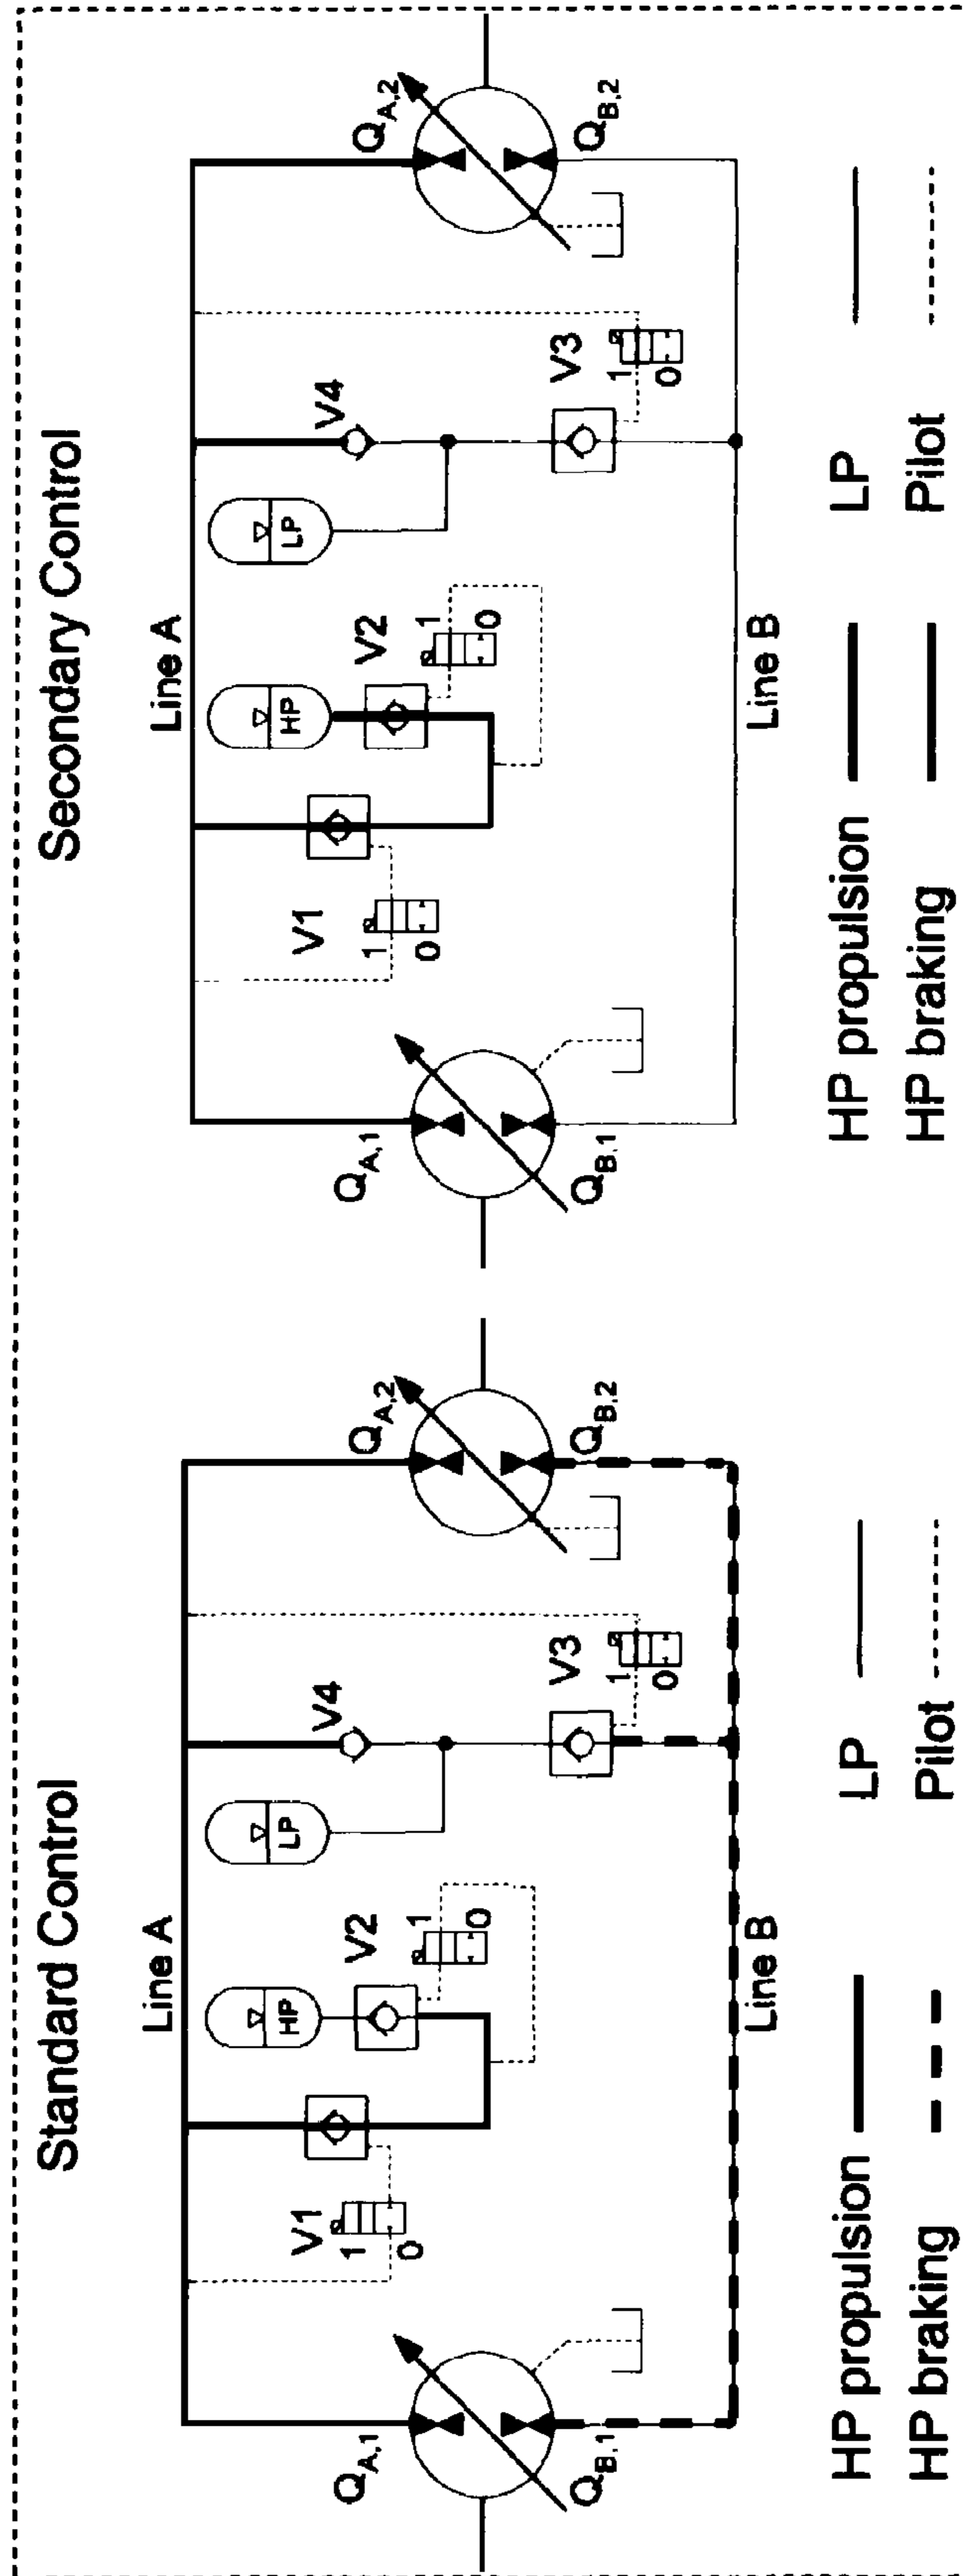 Standard Control
Line A
Q_A,1
Q_B,1
V1
1
0
HP
V2
1
0
LP
V4
V3
1
0
Q_A,2
Q_B,2
Line B
HP propulsion
LP
HP braking
Pilot
Secondary Control
Line A
Q_A,1
Q_B,1
V1
1
0
HP
V2
1
0
LP
V4
V3
1
0
Q_A,2
Q_B,2
Line B
HP propulsion
LP
HP braking
Pilot